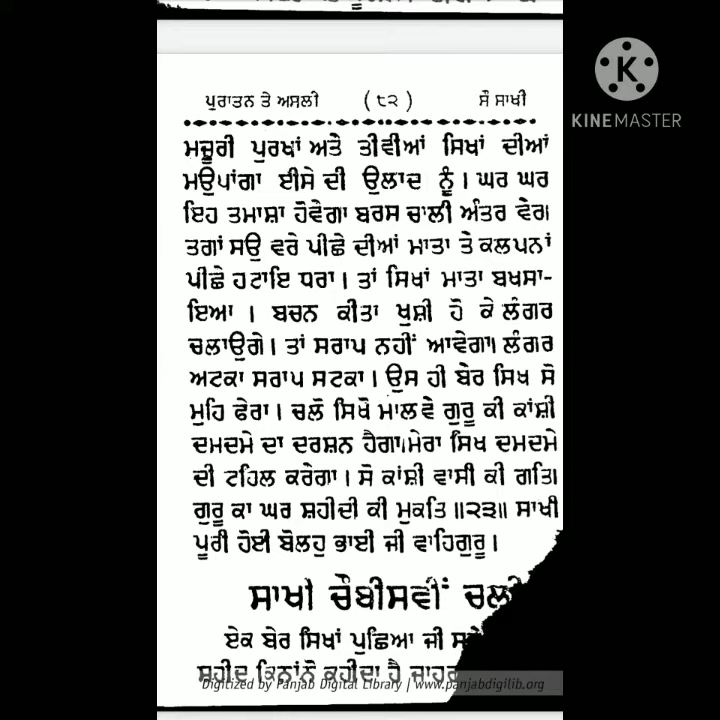 ਪੁਰਾਤਨ ਤੇ ਅਸਲੀ ( ੮੨ ) ਸੌ ਸਾਖੀ
KINEMASTER
ਮਜੂਰੀ ਪੁਰਖਾਂ ਅਤੇ ਤੀਵੀਆਂ ਸਿਖਾਂ ਦੀਆਂ
ਮਉਪਾਂਗਾ ਈਸੇ ਦੀ ਉਲਾਦ ਨੂੰ । ਘਰ ਘਰ
ਇਹ ਤਮਾਸ਼ਾ ਹੋਵੇਗਾ ਬਰਸ ਚਾਲੀ ਅੰਤਰ ਵੇਰ।
ਤਗਾਂ ਸਉ ਵਰੇ ਪੀਛੇ ਦੀਆਂ ਮਾਤਾ ਤੇ ਕਲਪਨਾਂ
ਪੀਛੇ ਹਟਾਇ ਧਰਾ । ਤਾਂ ਸਿਖਾਂ ਮਾਤਾ ਬਖਸਾ-
ਇਆ । ਬਚਨ ਕੀਤਾ ਖੁਸ਼ੀ ਹੋ ਕੇ ਲੰਗਰ
ਚਲਾਉਗੇ । ਤਾਂ ਸਰਾਪ ਨਹੀਂ ਆਵੇਗਾ। ਲੰਗਰ
ਅਟਕਾ ਸਰਾਪ ਸਟਕਾ । ਉਸ ਹੀ ਬੇਰ ਸਿਖ ਸੋ
ਮੁਹਿ ਫੇਰਾ । ਚਲੋ ਸਿਖੋ ਮਾਲਵੇ ਗੁਰੂ ਕੀ ਕਾਂਸ਼ੀ
ਦਮਦਮੇ ਦਾ ਦਰਸ਼ਨ ਹੈਗਾ।ਮੇਰਾ ਸਿਖ ਦਮਦਮੇ
ਦੀ ਟਹਿਲ ਕਰੇਗਾ । ਸੋ ਕਾਂਸ਼ੀ ਵਾਸੀ ਕੀ ਗਤਿ।
ਗੁਰੂ ਕਾ ਘਰ ਸ਼ਹੀਦੀ ਕੀ ਮੁਕਤਿ ॥੨੩॥ ਸਾਖੀ
ਪੂਰੀ ਹੋਈ ਬੋਲਹੁ ਭਾਈ ਜੀ ਵਾਹਿਗੁਰੂ ।
ਸਾਖੀ ਚੌਬੀਸਵੀਂ ਚਲੀ
ਏਕ ਬੇਰ ਸਿਖਾਂ ਪੁਛਿਆ ਜੀ
ਸ਼ਹੀਦ ਕਿਨਾਂਨੋ ਕਹੀਦਾ ਹੈ
Digitized by Panjab Digital Library | www.panjabdigilib.org